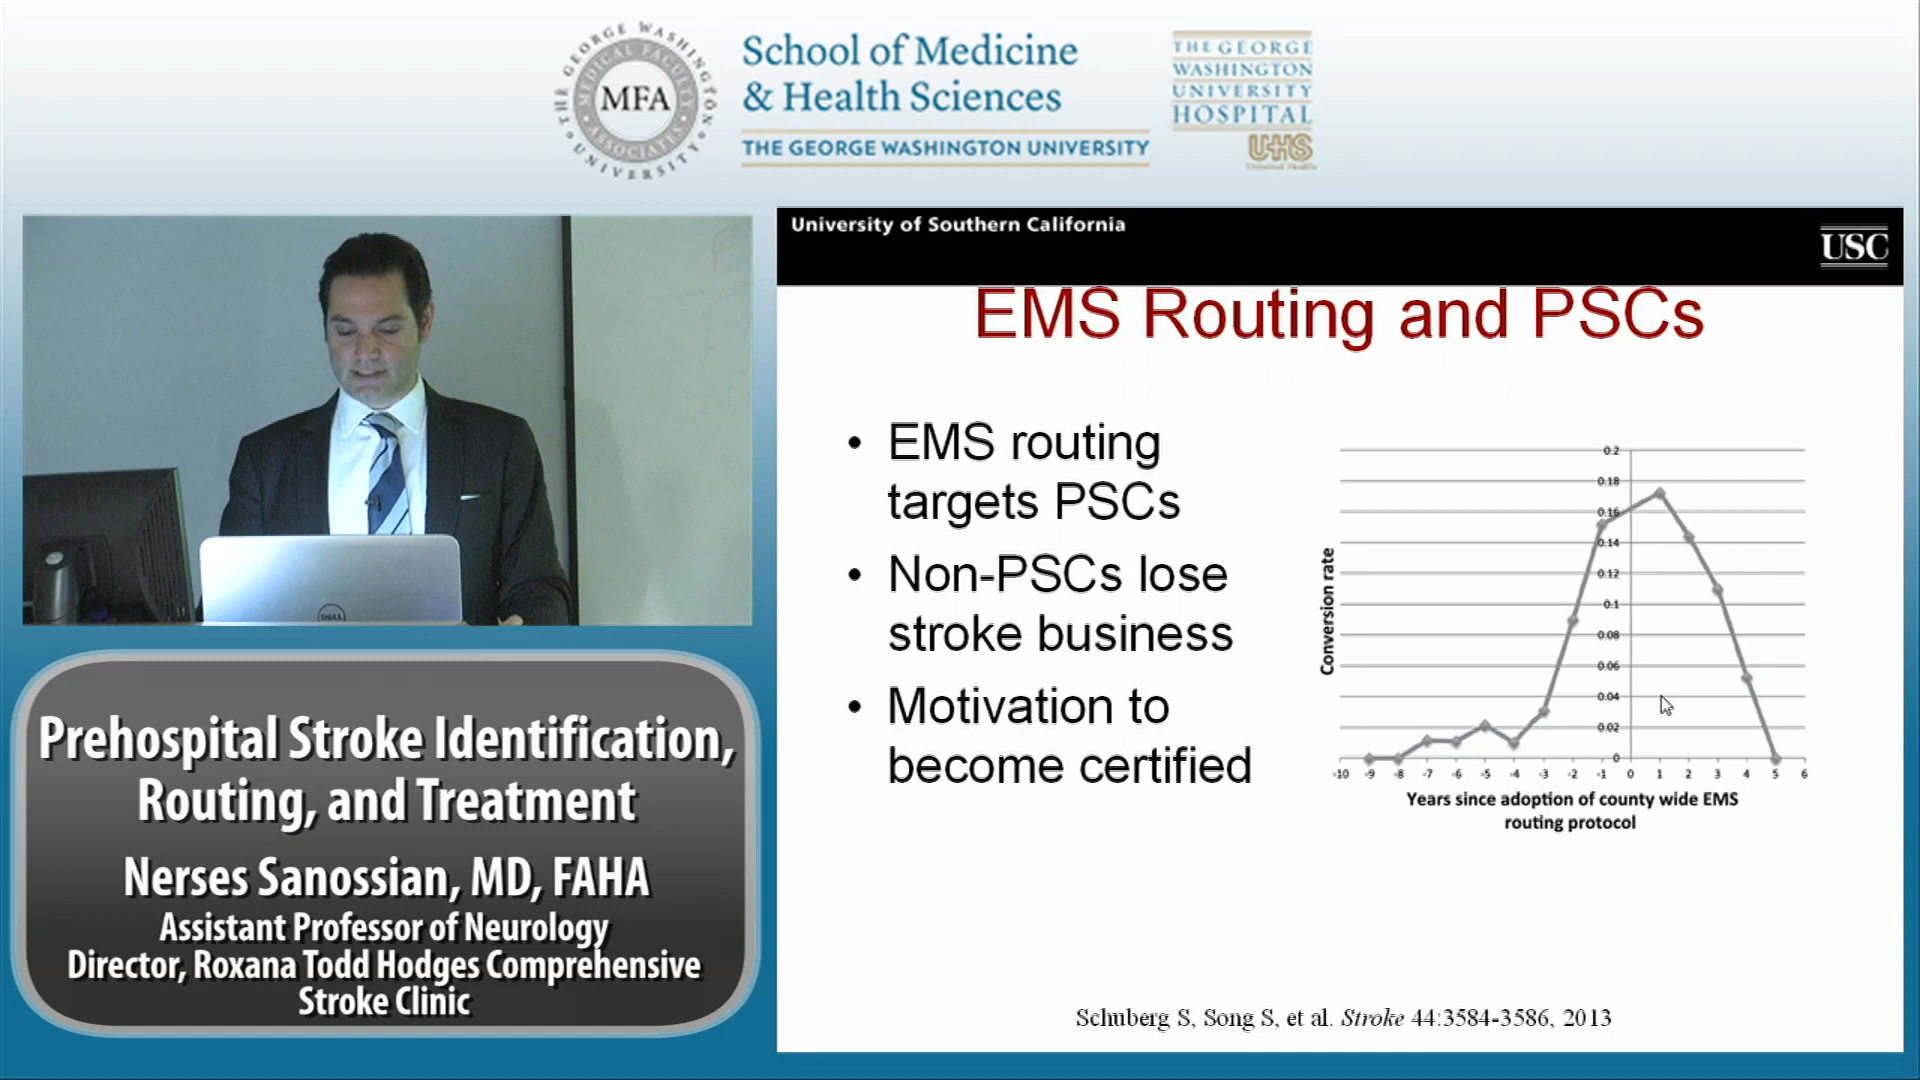 THE GEORGE WASHINGTON UNIVERSITY
MEDICAL FACULTY ASSOCIATES
MFA
School of Medicine
& Health Sciences
THE GEORGE WASHINGTON UNIVERSITY
THE GEORGE
WASHINGTON
UNIVERSITY
HOSPITAL
UHS
University of Southern California
USC
EMS Routing and PSCs
• EMS routing
targets PSCs
• Non-PSCs lose
stroke business
• Motivation to
become certified
Conversion rate
0.2
0.18
0.16
0.14
0.12
0.1
0.08
0.06
0.04
0.02
0
-10 -9 -8 -7 -6 -5 -4 -3 -2 -1 0 1 2 3 4 5 6
Years since adoption of county wide EMS
routing protocol
Schuberg S, Song S, et al. Stroke 44:3584-3586, 2013
DELL
Prehospital Stroke Identification,
Routing, and Treatment
Nerses Sanossian, MD, FAHA
Assistant Professor of Neurology
Director, Roxana Todd Hodges Comprehensive
Stroke Clinic